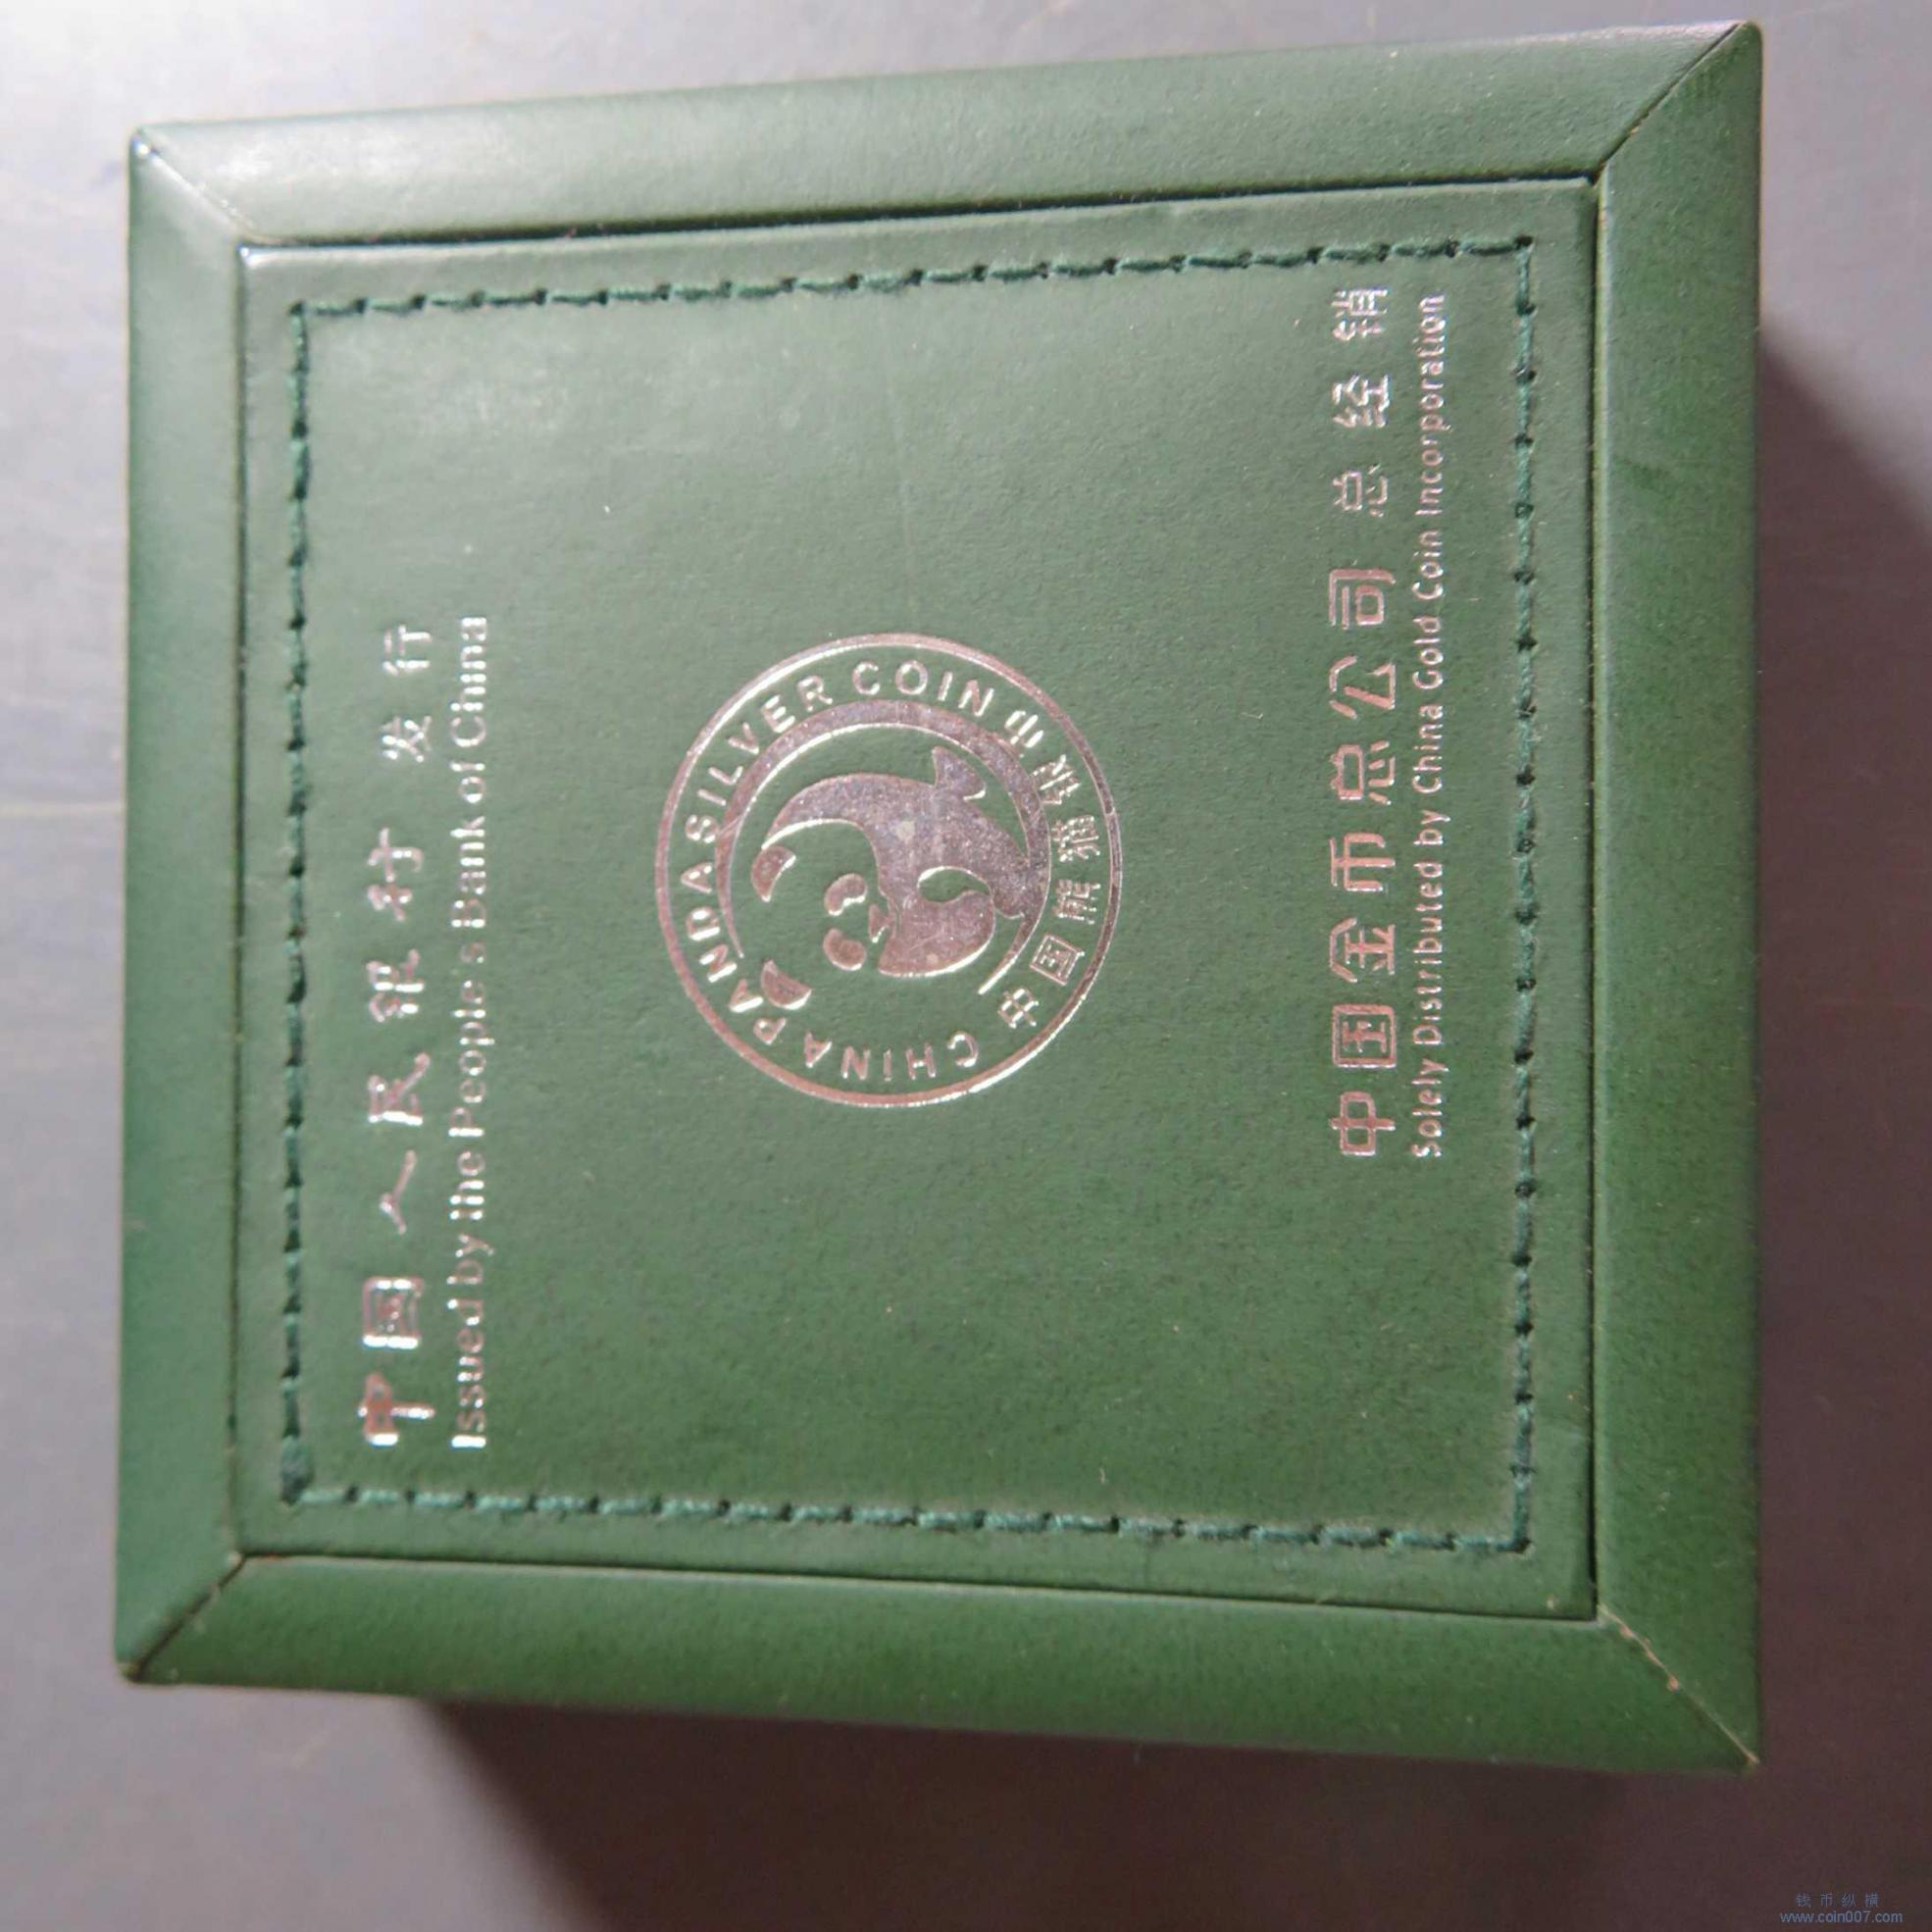 中国人民银行 发行
Issued by the People's Bank of China
CHINA PANDA SILVER COIN
中国熊猫银币
中国金币总公司 总经销
Solely Distributed by China Gold Coin Incorporation
钱币纵横
www.coin007.com